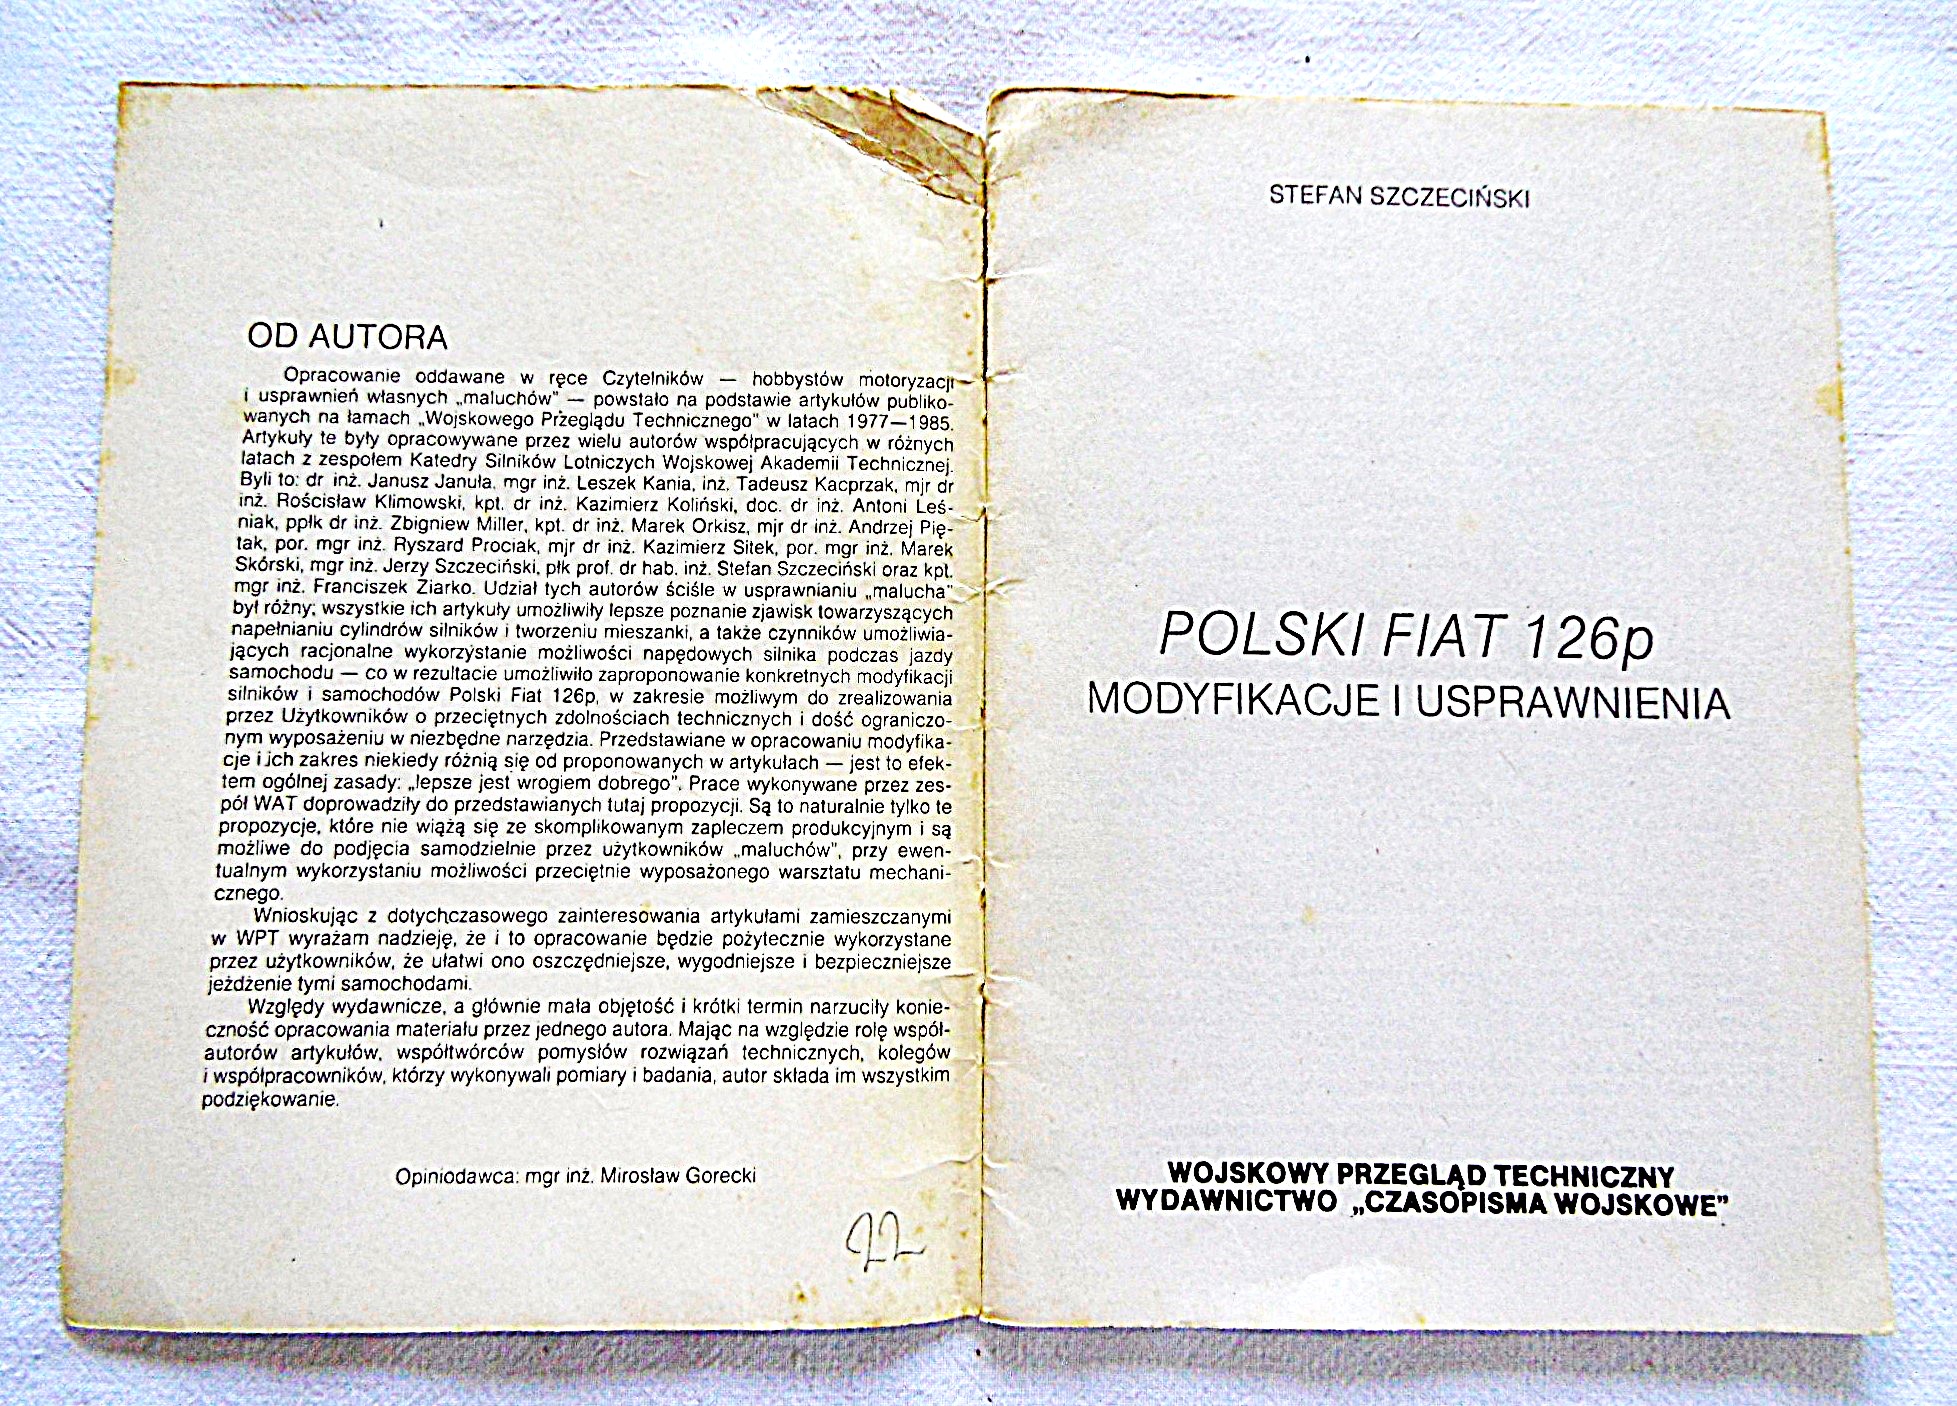 OD AUTORA
Opracowanie oddawane w ręce Czytelników — hobbystów motoryzacji
i usprawnień własnych „maluchów" — powstało na podstawie artykułów publiko-
wanych na łamach „Wojskowego Przeglądu Technicznego" w latach 1977—1985.
Artykuły te były opracowywane przez wielu autorów współpracujących w różnych
latach z zespołem Katedry Silników Lotniczych Wojskowej Akademii Technicznej.
Byli to: dr inż. Janusz Januła, mgr inż. Leszek Kania, inż. Tadeusz Kacprzak, mjr dr
inż. Rościsław Klimowski, kpt. dr inż. Kazimierz Koliński, doc. dr inż. Antoni Leś-
niak, ppłk dr inż. Zbigniew Miller, kpt. dr inż. Marek Orkisz, mjr dr inż. Andrzej Pię-
tak, por. mgr inż. Ryszard Prociak, mjr dr inż. Kazimierz Sitek, por. mgr inż. Marek
Skórski, mgr inż. Jerzy Szczeciński, płk prof. dr hab. inż. Stefan Szczeciński oraz kpt.
mgr inż. Franciszek Ziarko. Udział tych autorów ściśle w usprawnianiu „malucha"
był różny; wszystkie ich artykuły umożliwiły lepsze poznanie zjawisk towarzyszących
napełnianiu cylindrów silników i tworzeniu mieszanki, a także czynników umożliwia-
jących racjonalne wykorzystanie możliwości napędowych silnika podczas jazdy
samochodu — co w rezultacie umożliwiło zaproponowanie konkretnych modyfikacji
silników i samochodów Polski Fiat 126p, w zakresie możliwym do zrealizowania
przez Użytkowników o przeciętnych zdolnościach technicznych i dość ograniczo-
nym wyposażeniu w niezbędne narzędzia. Przedstawiane w opracowaniu modyfika-
cje i ich zakres niekiedy różnią się od proponowanych w artykułach — jest to efek-
tem ogólnej zasady: „lepsze jest wrogiem dobrego". Prace wykonywane przez zes-
pół WAT doprowadziły do przedstawianych tutaj propozycji. Są to naturalnie tylko te
propozycje, które nie wiążą się ze skomplikowanym zapleczem produkcyjnym i są
możliwe do podjęcia samodzielnie przez użytkowników „maluchów", przy ewen-
tualnym wykorzystaniu możliwości przeciętnie wyposażonego warsztatu mechani-
cznego.
Wnioskując z dotychczasowego zainteresowania artykułami zamieszczanymi
w WPT wyrażam nadzieję, że i to opracowanie będzie pożytecznie wykorzystane
przez użytkowników, że ułatwi ono oszczędniejsze, wygodniejsze i bezpieczniejsze
jeżdżenie tymi samochodami.
Względy wydawnicze, a głównie mała objętość i krótki termin narzuciły konie-
czność opracowania materiału przez jednego autora. Mając na względzie rolę współ-
autorów artykułów, współtwórców pomysłów rozwiązań technicznych, kolegów
i współpracowników, którzy wykonywali pomiary i badania, autor składa im wszystkim
podziękowanie.
Opiniodawca: mgr inż. Mirosław Gorecki
STEFAN SZCZECIŃSKI
POLSKI FIAT 126p
MODYFIKACJE I USPRAWNIENIA
WOJSKOWY PRZEGLĄD TECHNICZNY
WYDAWNICTWO „CZASOPISMA WOJSKOWE"